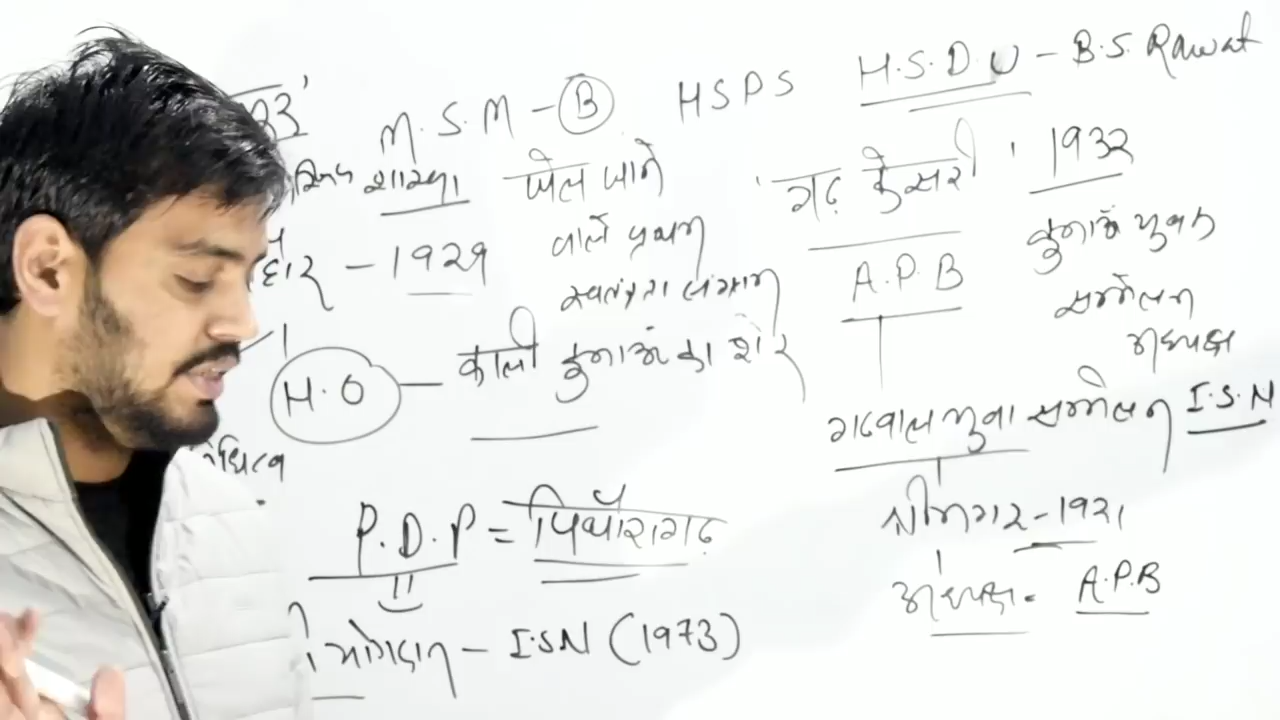 M.S.M - B
HSPS
H.S.D.U - B.S. Rawat
शाखा
खेले जाने
वाले प्रथम
स्वतंत्रता संग्राम
- 1929
H.O - काली कुमाऊं का शेर
P.D.P = पिथौरागढ़
योगदान - I.S.N (1973)
'गढ़ केसरी'
A.P.B
गढ़वाल युवा सम्मेलन
श्रीनगर - 1921
अध्यक्ष - A.P.B
1932
कुमाऊं युवक
सम्मेलन
अध्यक्ष
I.S.N